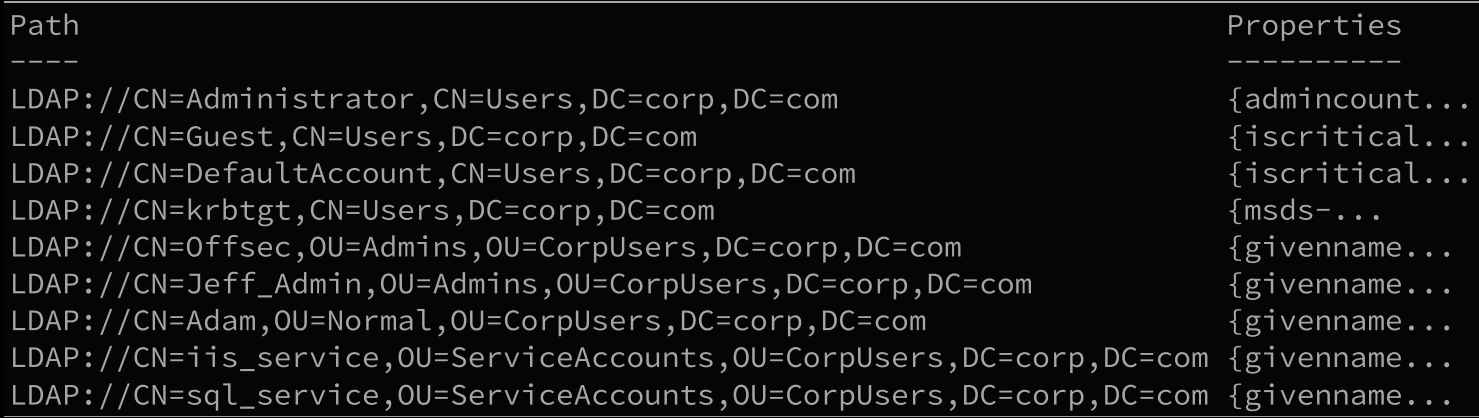 Path Properties
---- ----------
LDAP://CN=Administrator,CN=Users,DC=corp,DC=com {admincount...
LDAP://CN=Guest,CN=Users,DC=corp,DC=com {iscritical...
LDAP://CN=DefaultAccount,CN=Users,DC=corp,DC=com {iscritical...
LDAP://CN=krbtgt,CN=Users,DC=corp,DC=com {msds-...
LDAP://CN=Offsec,OU=Admins,OU=CorpUsers,DC=corp,DC=com {givenname...
LDAP://CN=Jeff_Admin,OU=Admins,OU=CorpUsers,DC=corp,DC=com {givenname...
LDAP://CN=Adam,OU=Normal,OU=CorpUsers,DC=corp,DC=com {givenname...
LDAP://CN=iis_service,OU=ServiceAccounts,OU=CorpUsers,DC=corp,DC=com {givenname...
LDAP://CN=sql_service,OU=ServiceAccounts,OU=CorpUsers,DC=corp,DC=com {givenname...